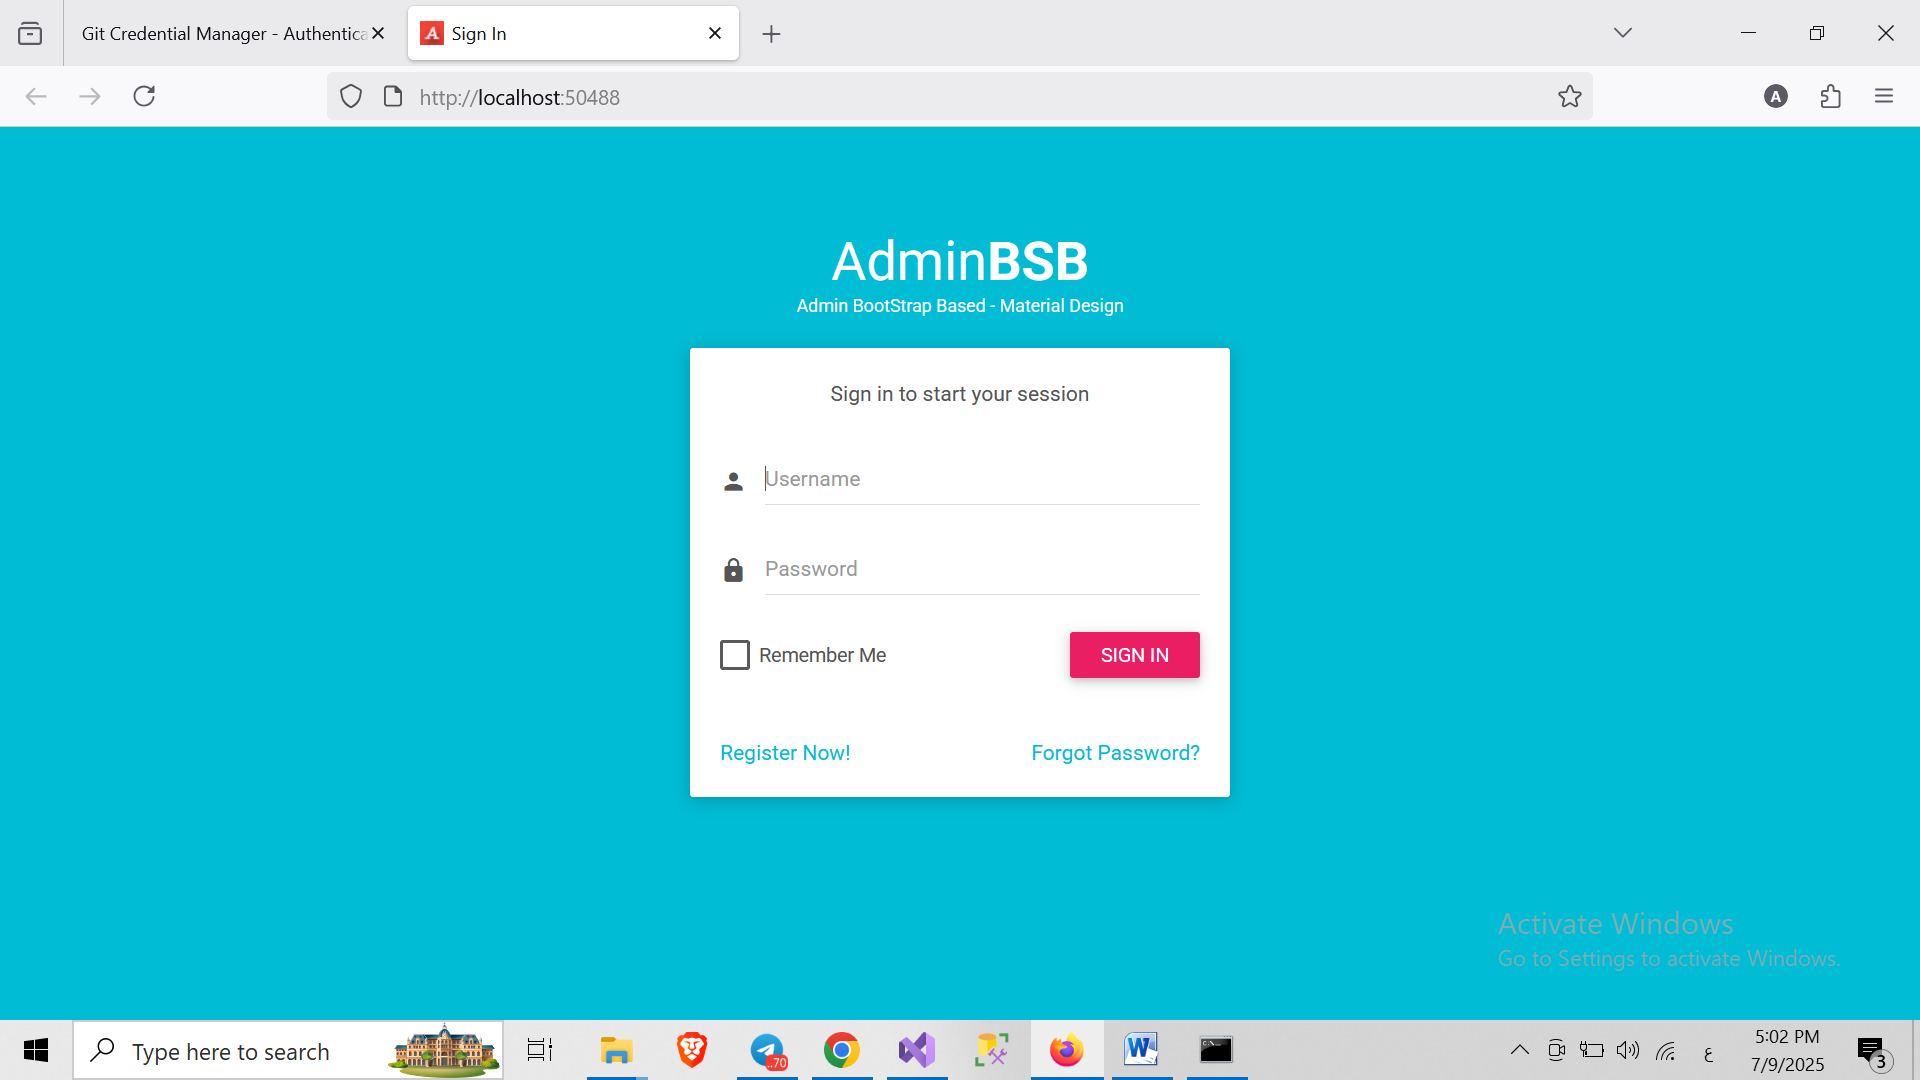 Git Credential Manager - Authentica
Sign In
http://localhost:50488
A
AdminBSB
Admin BootStrap Based - Material Design
Sign in to start your session
Username
Password
Remember Me
SIGN IN
Register Now!
Forgot Password?
Activate Windows
Go to Settings to activate Windows.
Type here to search
..70
ع
5:02 PM
7/9/2025
3